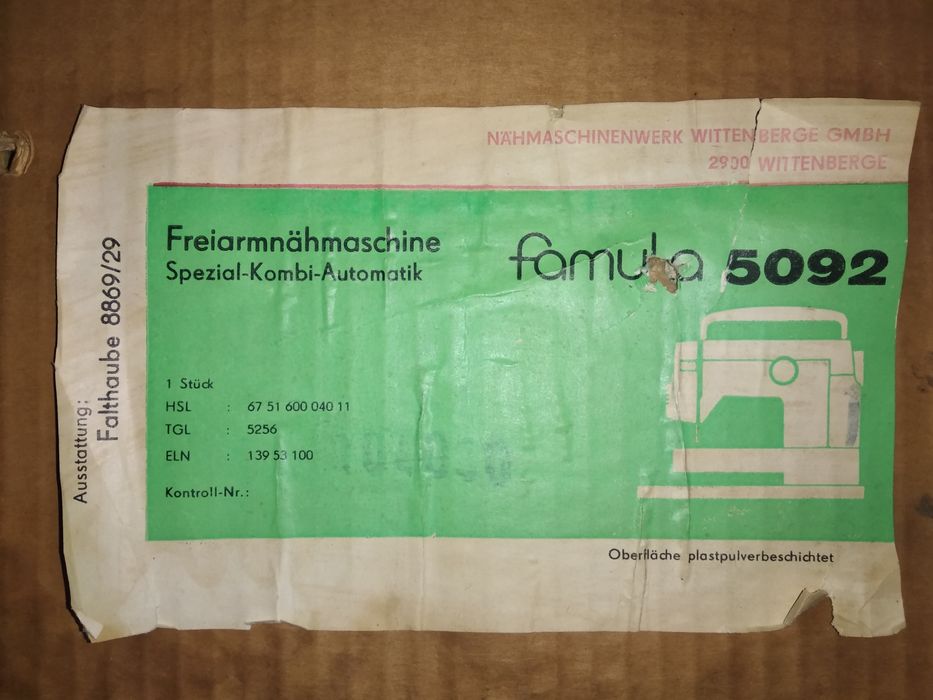 NÄHMASCHINENWERK WITTENBERGE GMBH
2900 WITTENBERGE
Freiarmnähmaschine
Spezial-Kombi-Automatik
famula 5092
1 Stück
HSL : 67 51 600 040 11
TGL : 5256
ELN : 139 53 100
Kontroll-Nr.:
Ausstattung:
Falthaube 8869/29
Oberfläche plastpulverbeschichtet